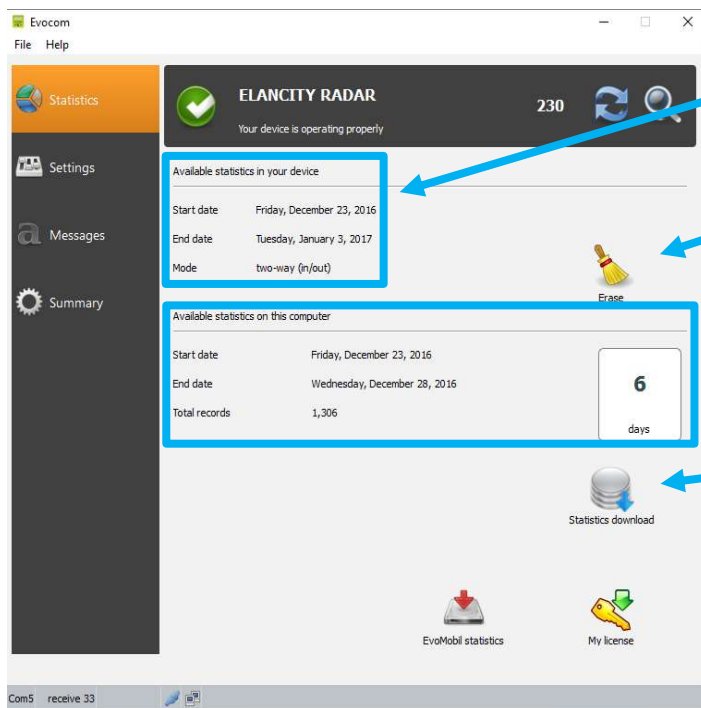 Evocom
File Help
Statistics
ELANCITY RADAR
230
Your device is operating properly
Settings
Messages
Summary
Available statistics in your device
Start date Friday, December 23, 2016
End date Tuesday, January 3, 2017
Mode two-way (in/out)
Erase
Available statistics on this computer
Start date Friday, December 23, 2016
End date Wednesday, December 28, 2016
Total records 1,306
6
days
Statistics download
EvoMobil statistics
My license
Com5 receive 33